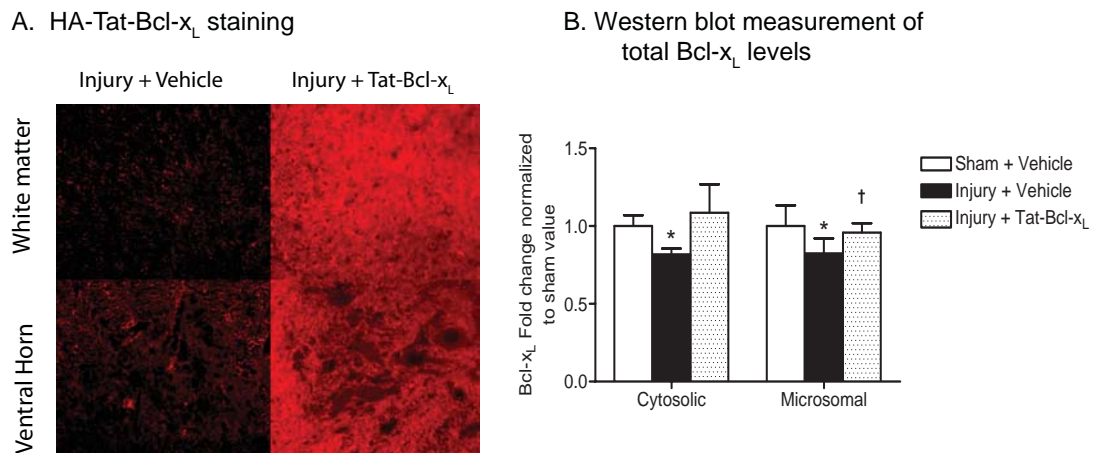 A. HA-Tat-Bcl-xL staining
Injury + Vehicle
Injury + Tat-Bcl-xL
White matter
Ventral Horn
B. Western blot measurement of
total Bcl-xL levels
Bcl-xL Fold change normalized
to sham value
1.5
1.0
0.5
0.0
*
*
†
Cytosolic
Microsomal
Sham + Vehicle
Injury + Vehicle
Injury + Tat-Bcl-xL